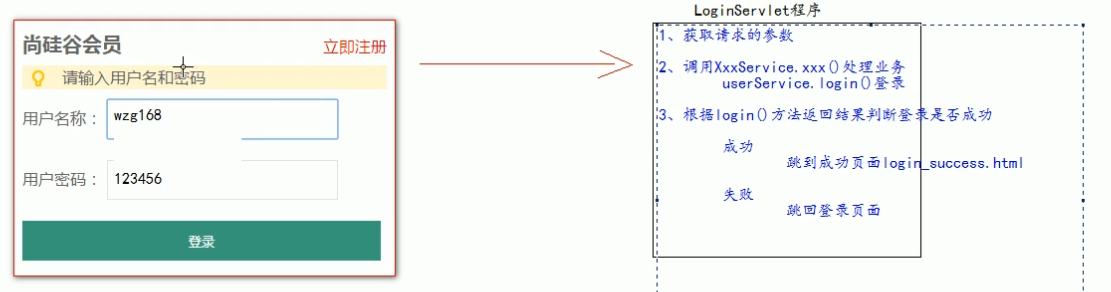 尚硅谷会员
立即注册
请输入用户名和密码
用户名称：
wzg168
用户密码：
123456
登录
LoginServlet程序
1、获取请求的参数
2、调用XxxService.xxx()处理业务
userService.login()登录
3、根据login()方法返回结果判断登录是否成功
成功
跳到成功页面login_success.html
失败
跳回登录页面